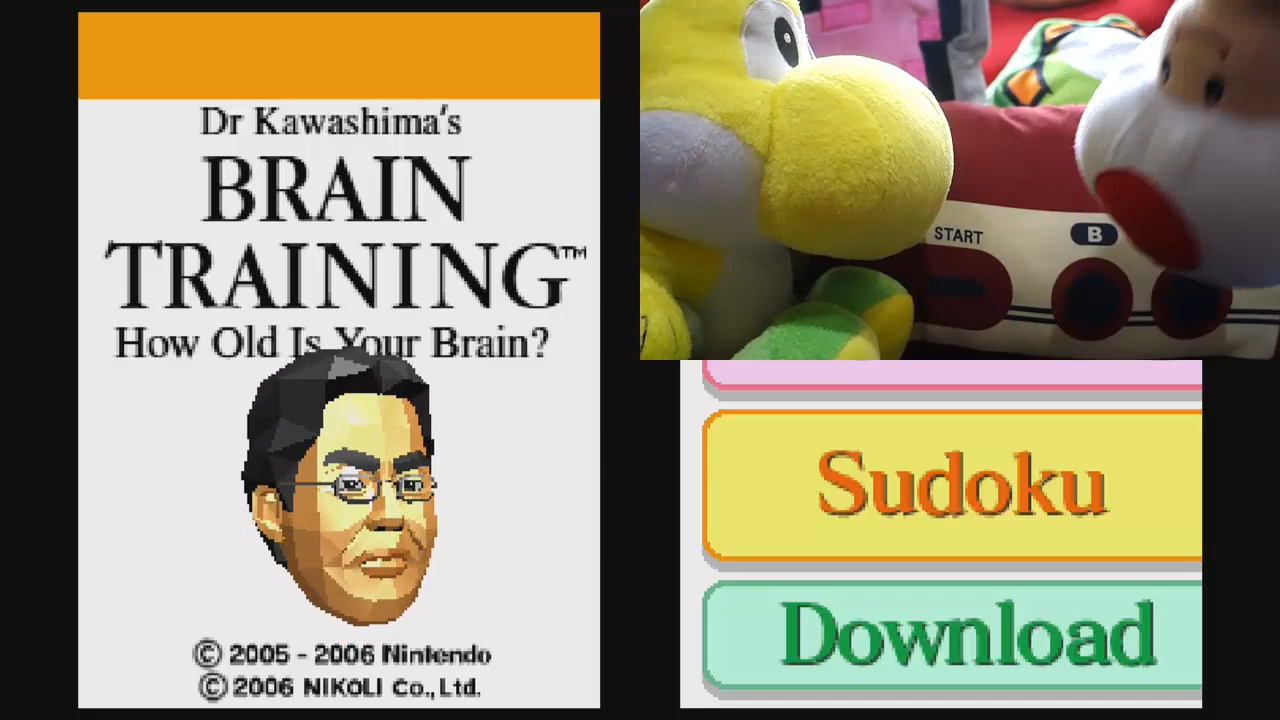 Dr Kawashima's
BRAIN
TRAINING™
How Old Is Your Brain?
© 2005 - 2006 Nintendo
© 2006 NIKOLI Co., Ltd.
START
B
Sudoku
Download